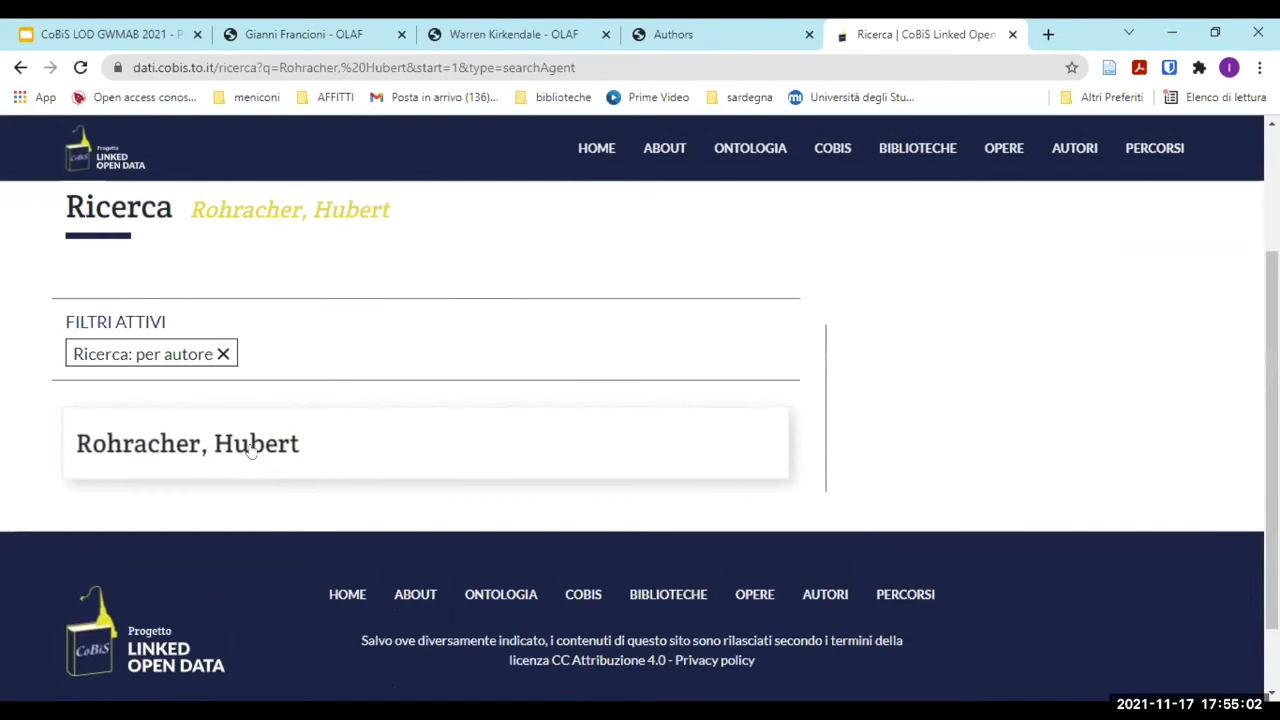 CoBiS LOD GWMAB 2021 - P
Gianni Francioni - OLAF
Warren Kirkendale - OLAF
Authors
Ricerca | CoBiS Linked Open
dati.cobis.to.it/ricerca?q=Rohracher,%20Hubert&start=1&type=searchAgent
App
Open access conos...
meniconi
AFFITTI
Posta in arrivo (136)...
biblioteche
Prime Video
sardegna
Università degli Stu...
Altri Preferiti
Elenco di lettura
CoBiS
Progetto
LINKED
OPEN DATA
HOME
ABOUT
ONTOLOGIA
COBIS
BIBLIOTECHE
OPERE
AUTORI
PERCORSI
Ricerca Rohracher, Hubert
FILTRI ATTIVI
Ricerca: per autore ✕
Rohracher, Hubert
CoBiS
Progetto
LINKED
OPEN DATA
HOME
ABOUT
ONTOLOGIA
COBIS
BIBLIOTECHE
OPERE
AUTORI
PERCORSI
Salvo ove diversamente indicato, i contenuti di questo sito sono rilasciati secondo i termini della
licenza CC Attribuzione 4.0 - Privacy policy
2021-11-17 17:55:02